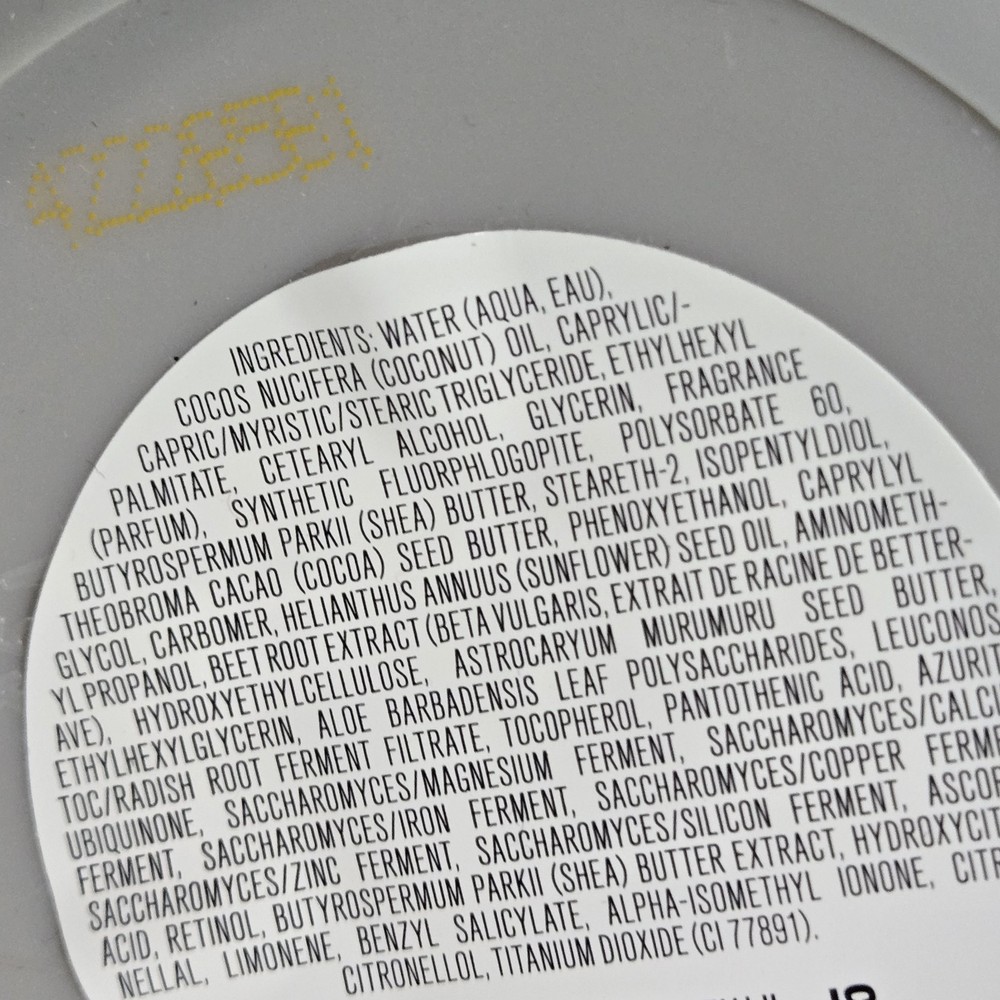 INGREDIENTS: WATER (AQUA, EAU),
COCOS NUCIFERA (COCONUT) OIL, CAPRYLIC/-
CAPRIC/MYRISTIC/STEARIC TRIGLYCERIDE, ETHYLHEXYL
PALMITATE, CETEARYL ALCOHOL, GLYCERIN, FRAGRANCE
(PARFUM), SYNTHETIC FLUORPHLOGOPITE, POLYSORBATE 60,
BUTYROSPERMUM PARKII (SHEA) BUTTER, STEARETH-2, ISOPENTYLDIOL,
THEOBROMA CACAO (COCOA) SEED BUTTER, PHENOXYETHANOL, CAPRYLYL
GLYCOL, CARBOMER, HELIANTHUS ANNUUS (SUNFLOWER) SEED OIL, AMINOMETH-
YL PROPANOL, BEET ROOT EXTRACT (BETA VULGARIS, EXTRAIT DE RACINE DE BETTER-
AVE), HYDROXYETHYLCELLULOSE, ASTROCARYUM MURUMURU SEED BUTTER,
ETHYLHEXYLGLYCERIN, ALOE BARBADENSIS LEAF POLYSACCHARIDES, LEUCONOS
TOC/RADISH ROOT FERMENT FILTRATE, TOCOPHEROL, PANTOTHENIC ACID, AZURIT
UBIQUINONE, SACCHAROMYCES/MAGNESIUM FERMENT, SACCHAROMYCES/CALCI
FERMENT, SACCHAROMYCES/IRON FERMENT, SACCHAROMYCES/COPPER FERME
SACCHAROMYCES/ZINC FERMENT, SACCHAROMYCES/SILICON FERMENT, ASCOR
ACID, RETINOL, BUTYROSPERMUM PARKII (SHEA) BUTTER EXTRACT, HYDROXYCIT
NELLAL, LIMONENE, BENZYL SALICYLATE, ALPHA-ISOMETHYL IONONE, CITR
CITRONELLOL, TITANIUM DIOXIDE (CI 77891).